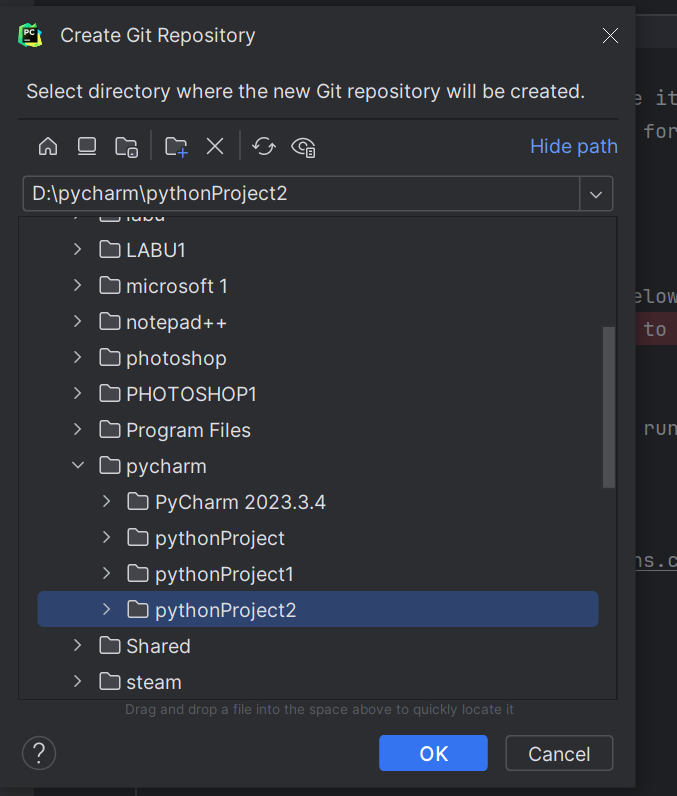 PC
Create Git Repository
Select directory where the new Git repository will be created.
Hide path
D:\pycharm\pythonProject2
labu
LABU1
microsoft 1
notepad++
photoshop
PHOTOSHOP1
Program Files
pycharm
PyCharm 2023.3.4
pythonProject
pythonProject1
pythonProject2
Shared
steam
Drag and drop a file into the space above to quickly locate it
?
OK
Cancel
e it
for
elow
to
run
ns.c